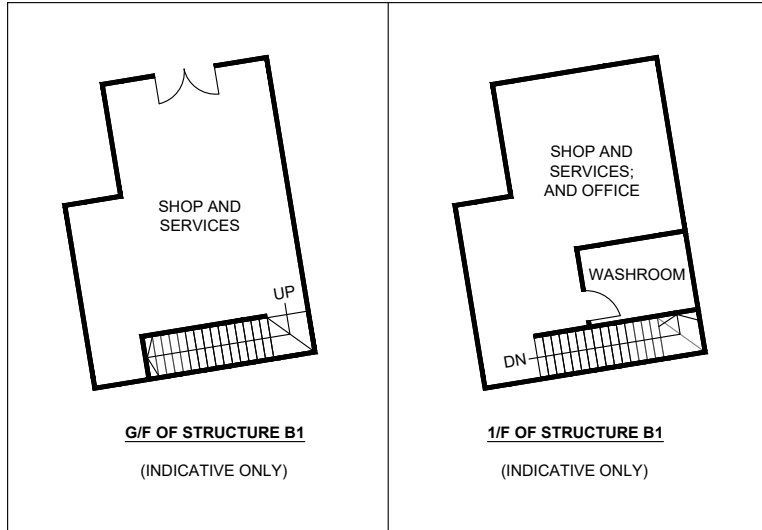 SHOP AND
SERVICES
UP
G/F OF STRUCTURE B1
(INDICATIVE ONLY)
SHOP AND
SERVICES;
AND OFFICE
WASHROOM
DN
1/F OF STRUCTURE B1
(INDICATIVE ONLY)